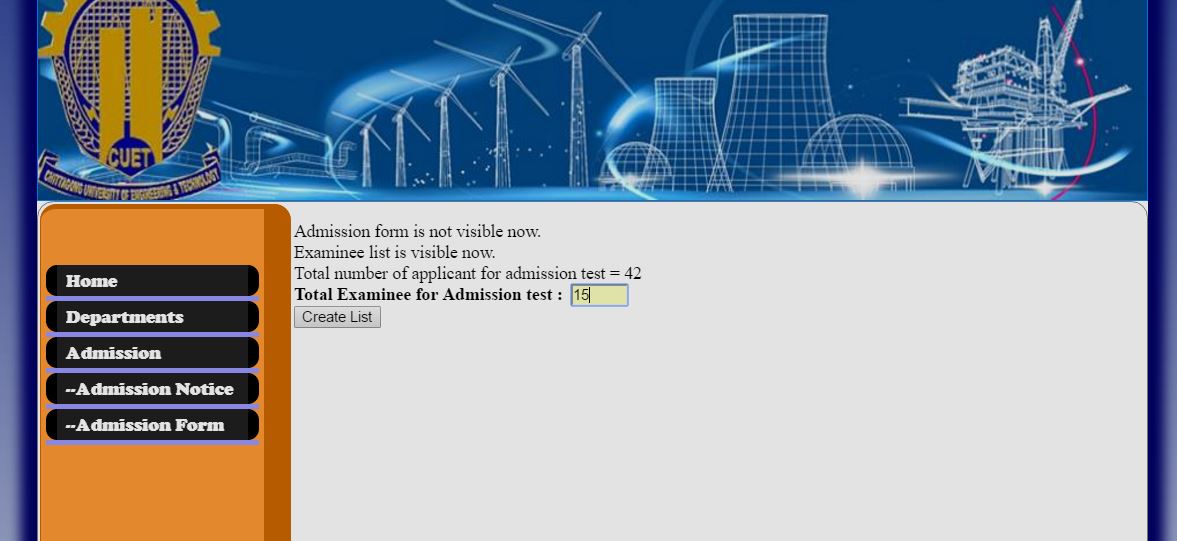 CUET
CHITTAGONG UNIVERSITY OF ENGINEERING & TECHNOLOGY
Admission form is not visible now.
Examinee list is visible now.
Total number of applicant for admission test = 42
Total Examinee for Admission test : 15
Create List
Home
Departments
Admission
--Admission Notice
--Admission Form